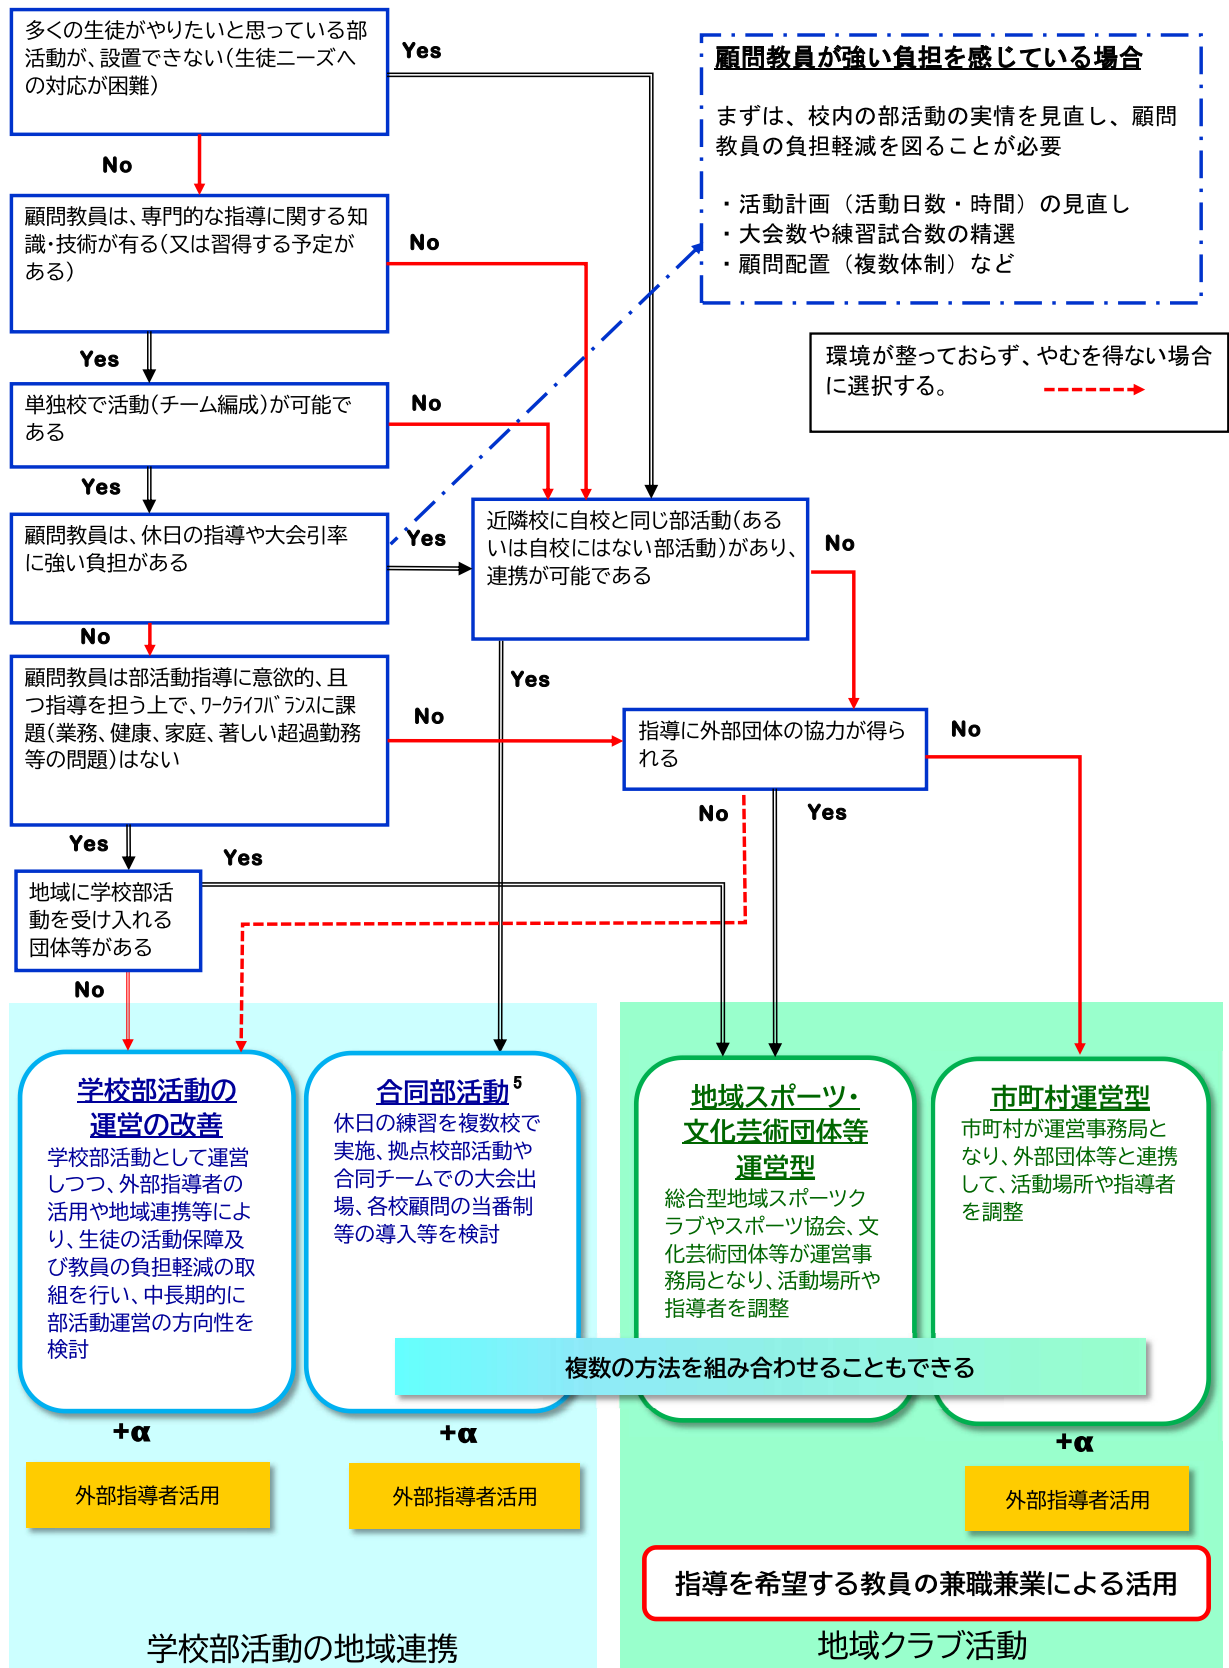 多くの生徒がやりたいと思っている部
活動が、設置できない(生徒ニーズへ
の対応が困難)
Yes
No
顧問教員が強い負担を感じている場合
まずは、校内の部活動の実情を見直し、顧問
教員の負担軽減を図ることが必要
・活動計画（活動日数・時間）の見直し
・大会数や練習試合数の精選
・顧問配置（複数体制）など
顧問教員は、専門的な指導に関する知
識・技術が有る(又は習得する予定が
ある)
No
Yes
環境が整っておらず、やむを得ない場合
に選択する。
単独校で活動(チーム編成)が可能で
ある
No
Yes
顧問教員は、休日の指導や大会引率
に強い負担がある
Yes
No
近隣校に自校と同じ部活動(ある
いは自校にはない部活動)があり、
連携が可能である
No
Yes
顧問教員は部活動指導に意欲的、且
つ指導を担う上で、ﾜｰｸﾗｲﾌﾊﾞﾗﾝｽに課
題(業務、健康、家庭、著しい超過勤務
等の問題)はない
No
Yes
指導に外部団体の協力が得ら
れる
No
No
Yes
地域に学校部活
動を受け入れる
団体等がある
Yes
No
学校部活動の
運営の改善
学校部活動として運営
しつつ、外部指導者の
活用や地域連携等によ
り、生徒の活動保障及
び教員の負担軽減の取
組を行い、中長期的に
部活動運営の方向性を
検討
合同部活動5
休日の練習を複数校で
実施、拠点校部活動や
合同チームでの大会出
場、各校顧問の当番制
等の導入等を検討
地域スポーツ・
文化芸術団体等
運営型
総合型地域スポーツク
ラブやスポーツ協会、文
化芸術団体等が運営事
務局となり、活動場所や
指導者を調整
市町村運営型
市町村が運営事務局と
なり、外部団体等と連携
して、活動場所や指導者
を調整
複数の方法を組み合わせることもできる
+α
外部指導者活用
+α
外部指導者活用
+α
外部指導者活用
指導を希望する教員の兼職兼業による活用
学校部活動の地域連携
地域クラブ活動